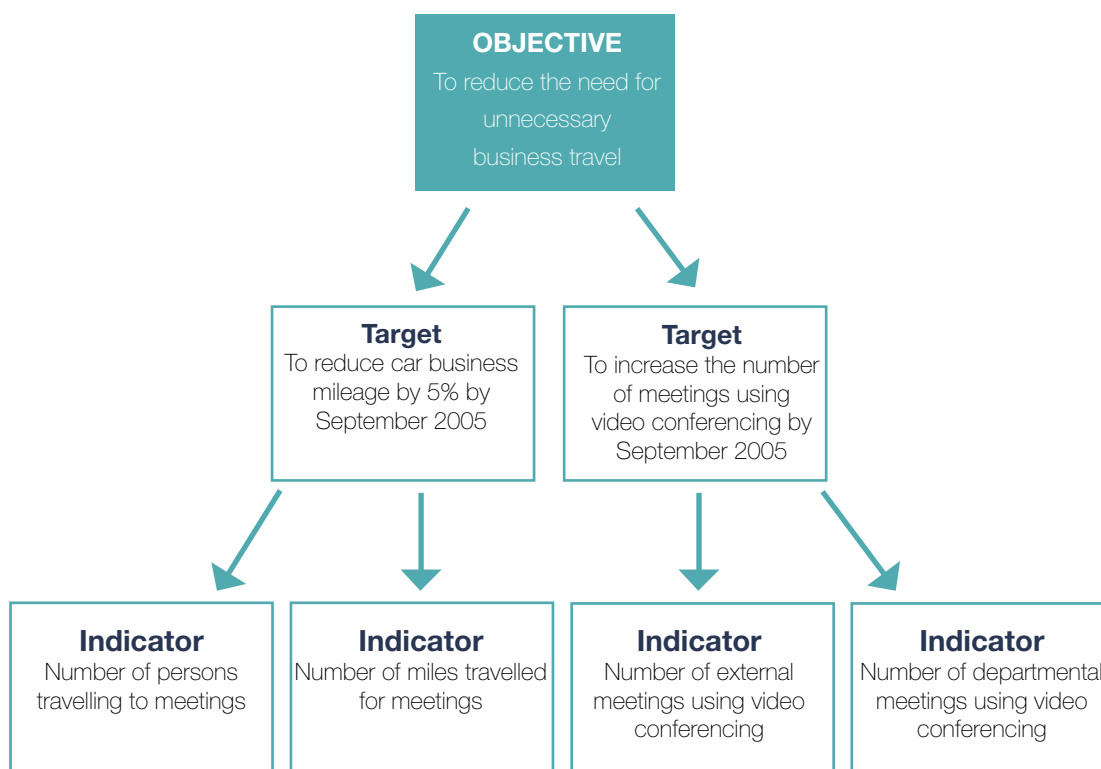 OBJECTIVE
To reduce the need for
unnecessary
business travel
Target
To reduce car business
mileage by 5% by
September 2005
Target
To increase the number
of meetings using
video conferencing by
September 2005
Indicator
Number of persons
travelling to meetings
Indicator
Number of miles travelled
for meetings
Indicator
Number of external
meetings using video
conferencing
Indicator
Number of departmental
meetings using video
conferencing